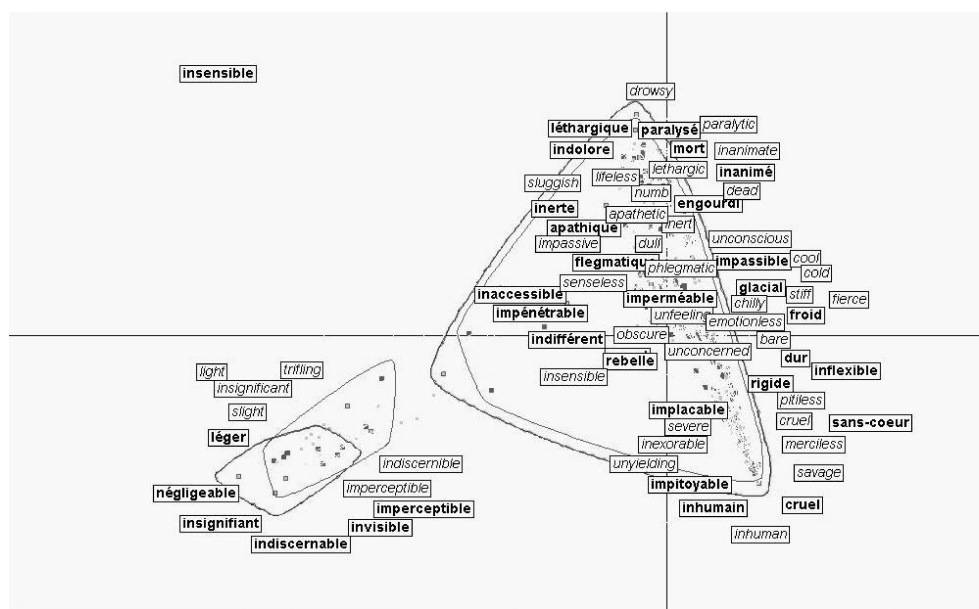 insensible
drowsy
léthargique
paralysé
paralytic
indolore
mort
inanimate
lethargic
inanimé
sluggish
lifeless
numb
dead
inerte
engourdi
apathetic
inert
apathique
impassive
dull
unconscious
flegmatique
phlegmatic
impassible
cool
cold
senseless
glacial
stiff
inaccessible
imperméable
chilly
fierce
impénétrable
unfeeling
emotionless
froid
indifférent
obscure
bare
rebelle
unconcerned
dur
inflexible
light
trifling
insensible
rigide
insignificant
pitiless
slight
implacable
cruel
sans-coeur
severe
léger
inexorable
merciless
indiscernible
unyielding
savage
négligeable
imperceptible
impitoyable
imperceptible
inhumain
cruel
insignifiant
invisible
indiscernable
inhuman